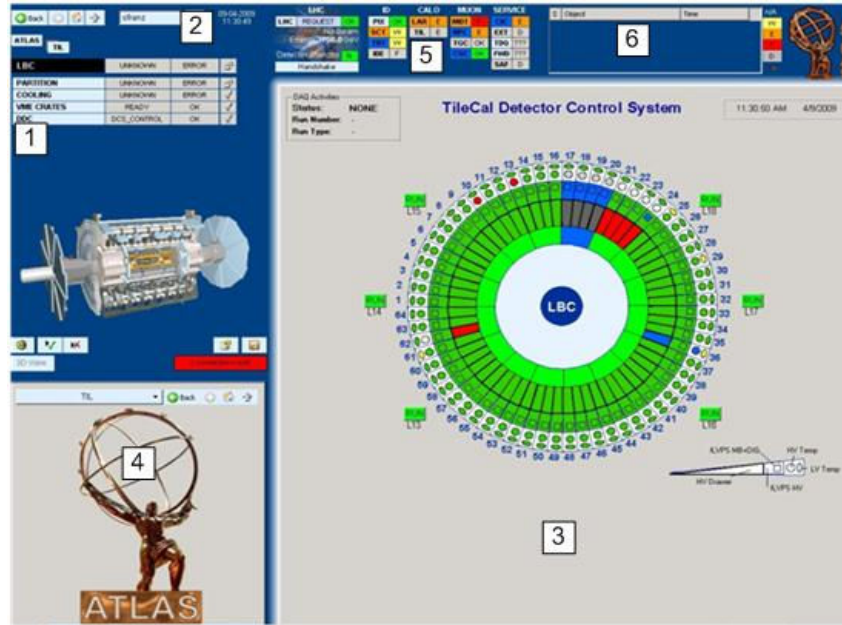 Back
sfranz
2
09-04-2009
11:30:49
ATLAS
TIL
LBC UNKNOWN ERROR
PARTITION UNKNOWN ERROR
COOLING UNKNOWN ERROR
VME CRATES READY OK
DDC DCS_CONTROL OK
1
3D View
TIL
Back
4
ATLAS
LHC ID CALO MUON SERVICE
LHC REQUEST
PIX OK LAR E MDT CIC E
SCT W TIL E EXT D
TGC OK TDQ ???
IDE FWD ???
SAF D
Handshake
5
S Object Time
6
DAQ Activities
Status: NONE
Run Number: -
Run Type: -
TileCal Detector Control System
11:30:50 AM 4/9/2009
1 2 3 4 5 6 7 8 9 10 11 12 13 14 15 16 17 18 19 20 21 22 23 24 25 26 27 28 29 30 31 32 33 34 35 36 37 38 39 40 41 42 43 44 45 46 47 48 49 50 51 52 53 54 55 56 57 58 59 60 61 62 63 64
RUN
L15
RUN
RUN
L14
RUN
L17
RUN
L13
RUN
LBC
ILVPS MB+DIG
HV Temp
LV Temp
HV Drawer
ILVPS HV
3